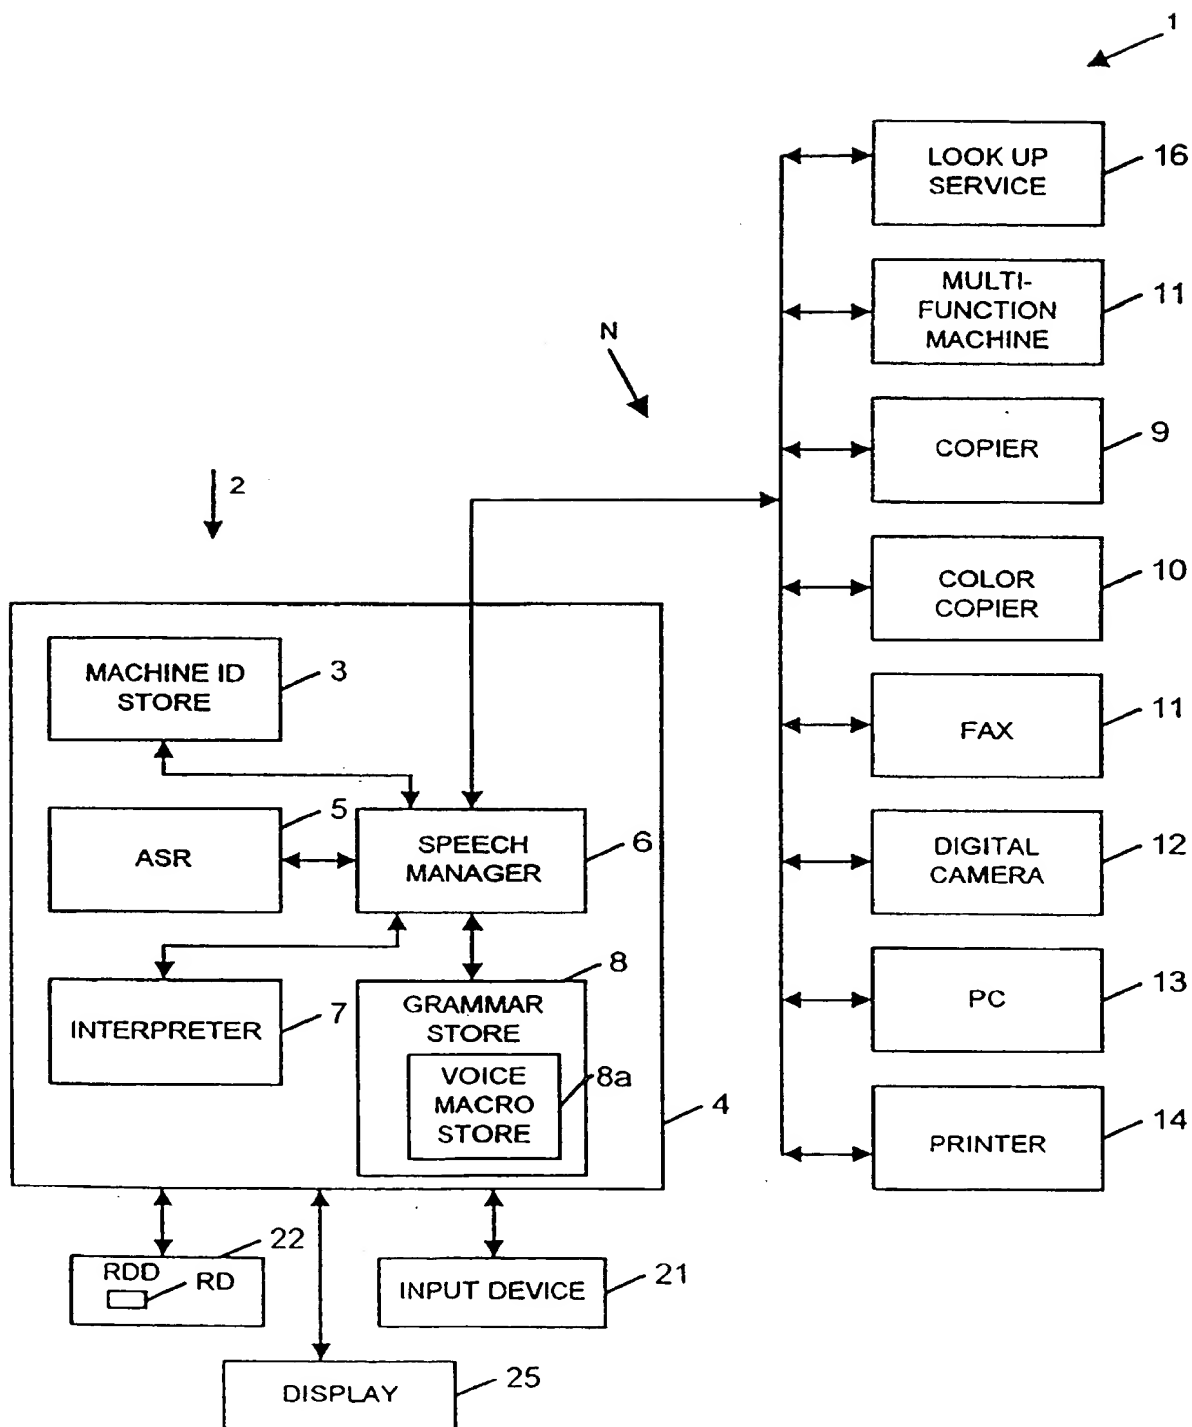 1
LOOK UP
SERVICE
16
MULTI-
FUNCTION
MACHINE
11
N
COPIER
9
2
COLOR
COPIER
10
MACHINE ID
STORE
3
FAX
11
5
ASR
SPEECH
MANAGER
6
DIGITAL
CAMERA
12
INTERPRETER
7
8
GRAMMAR
STORE
VOICE
MACRO
STORE
8a
4
PC
13
PRINTER
14
22
RDD
RD
INPUT DEVICE
21
DISPLAY
25